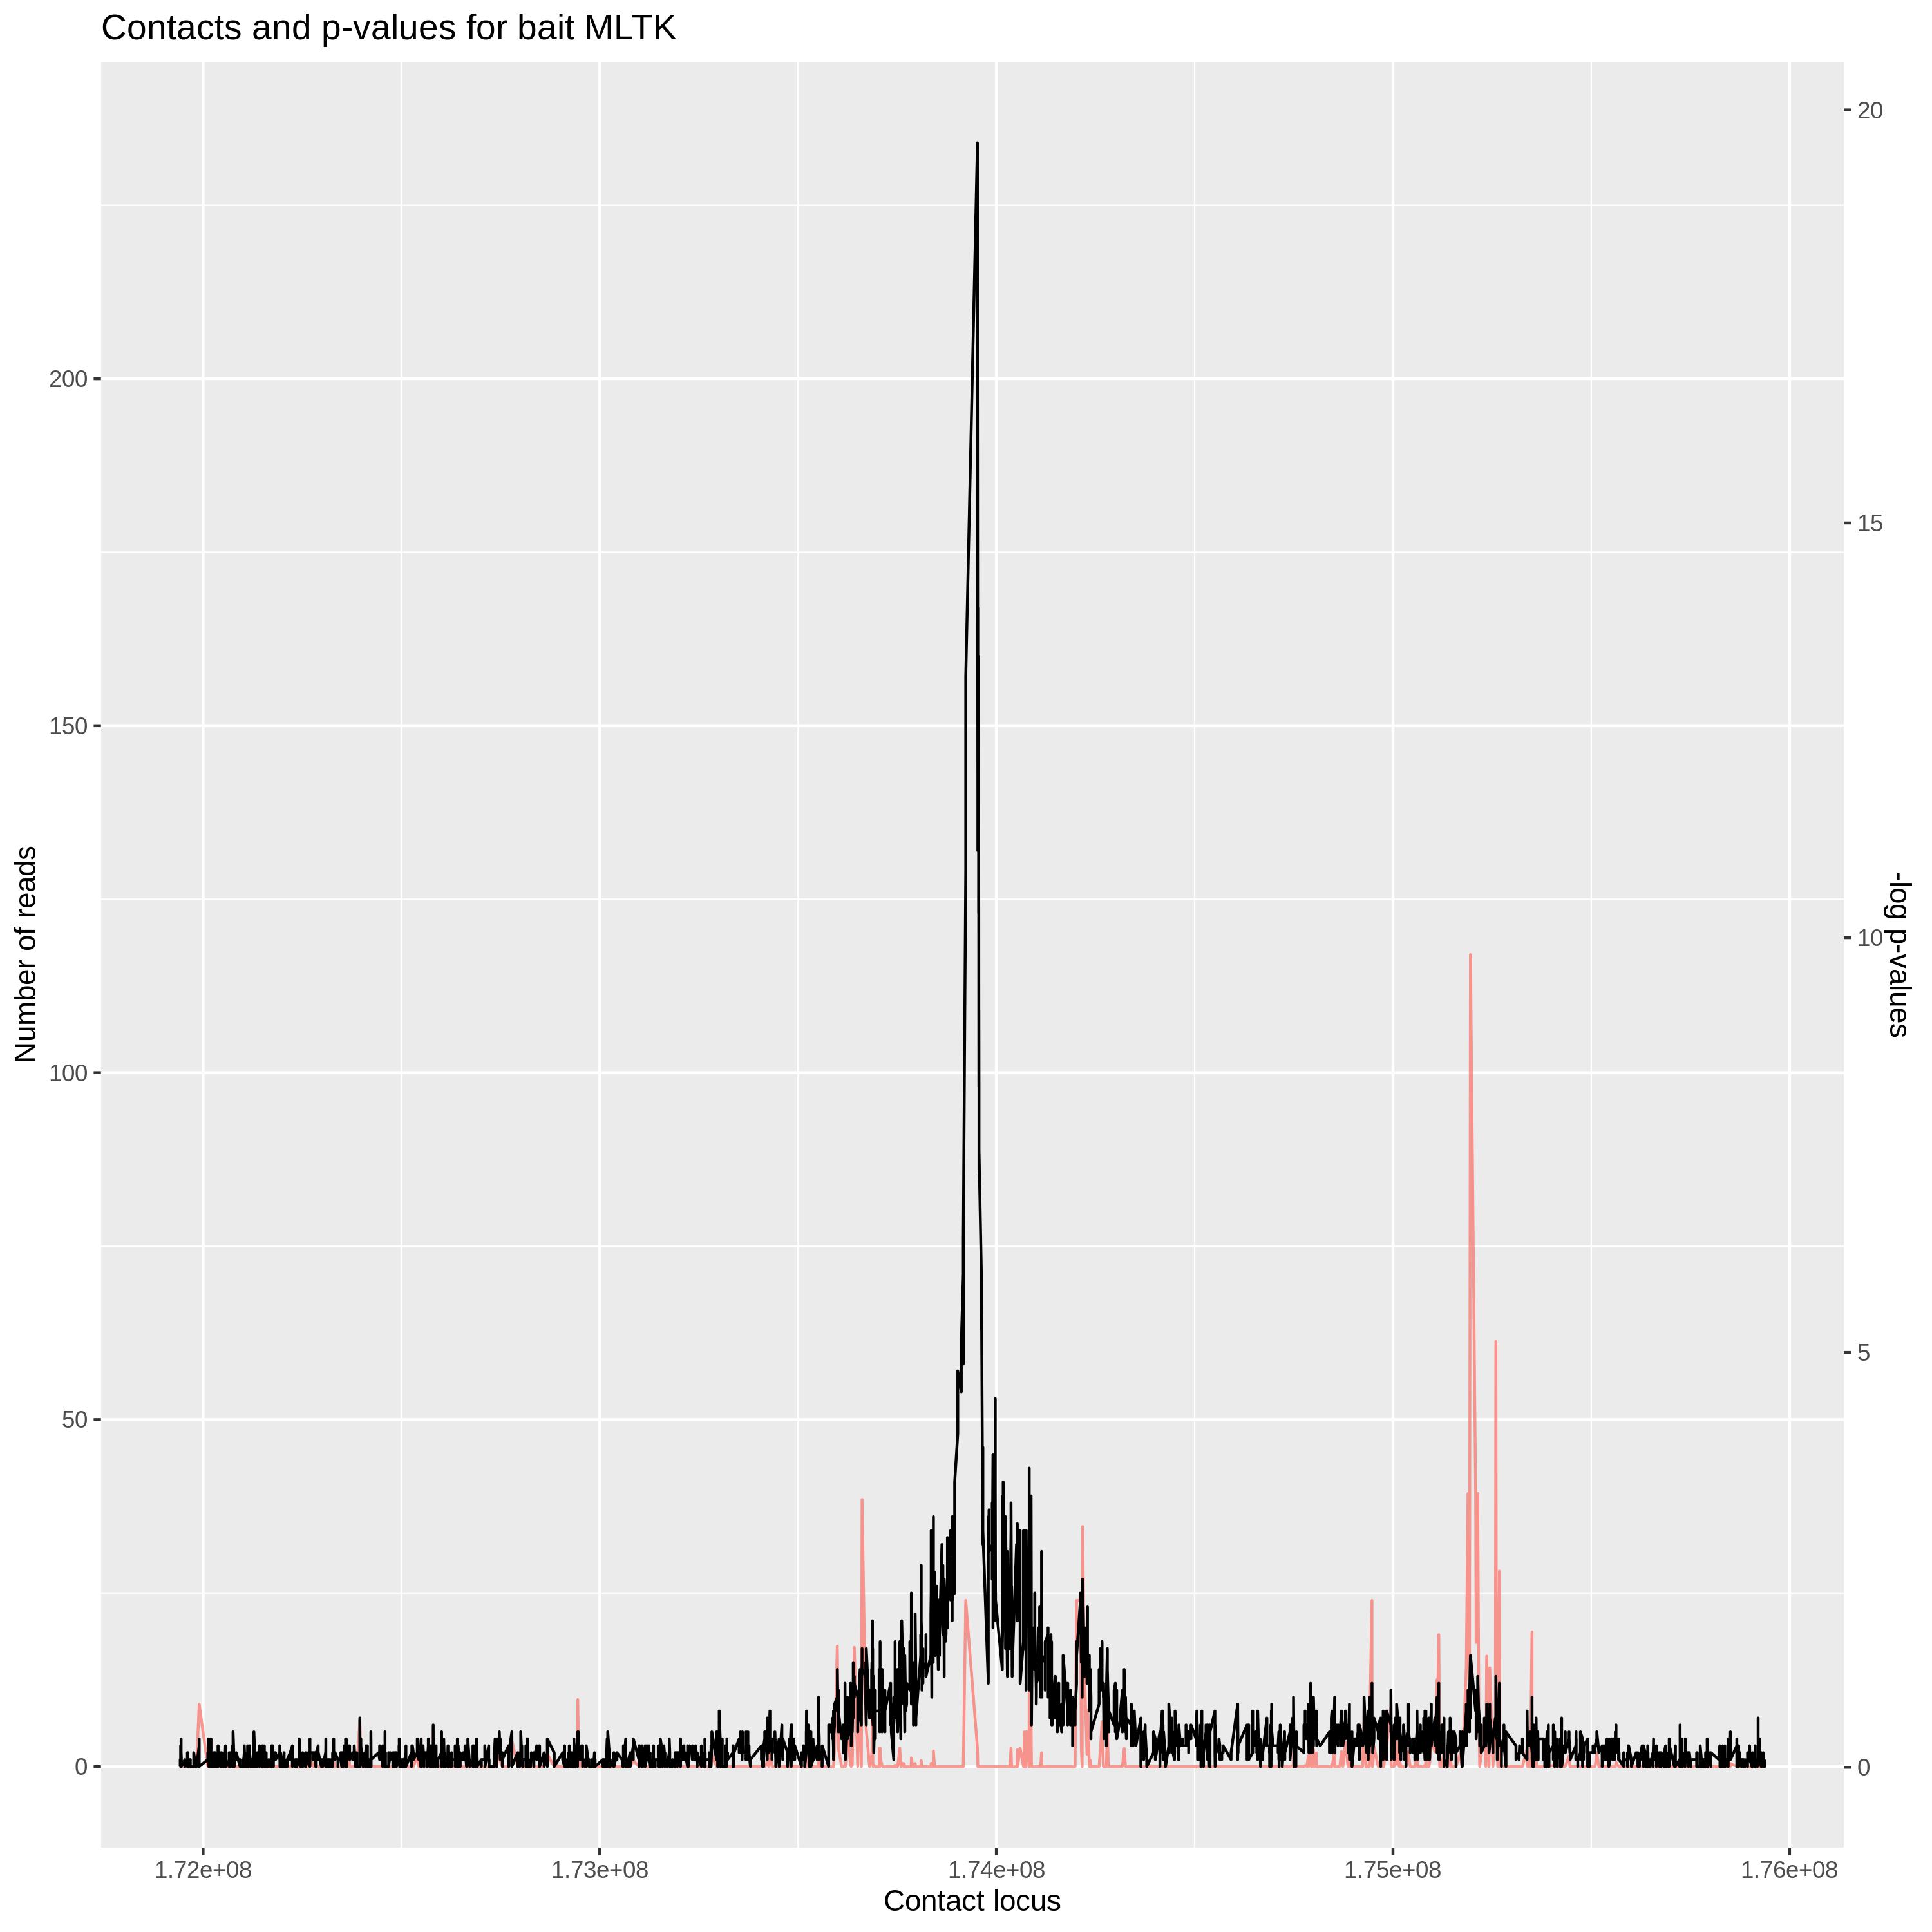 Contacts and p-values for bait MLTK
Number of reads
200
150
100
50
0
20
15
10
5
0
-log p-values
1.72e+08
1.73e+08
1.74e+08
1.75e+08
1.76e+08
Contact locus